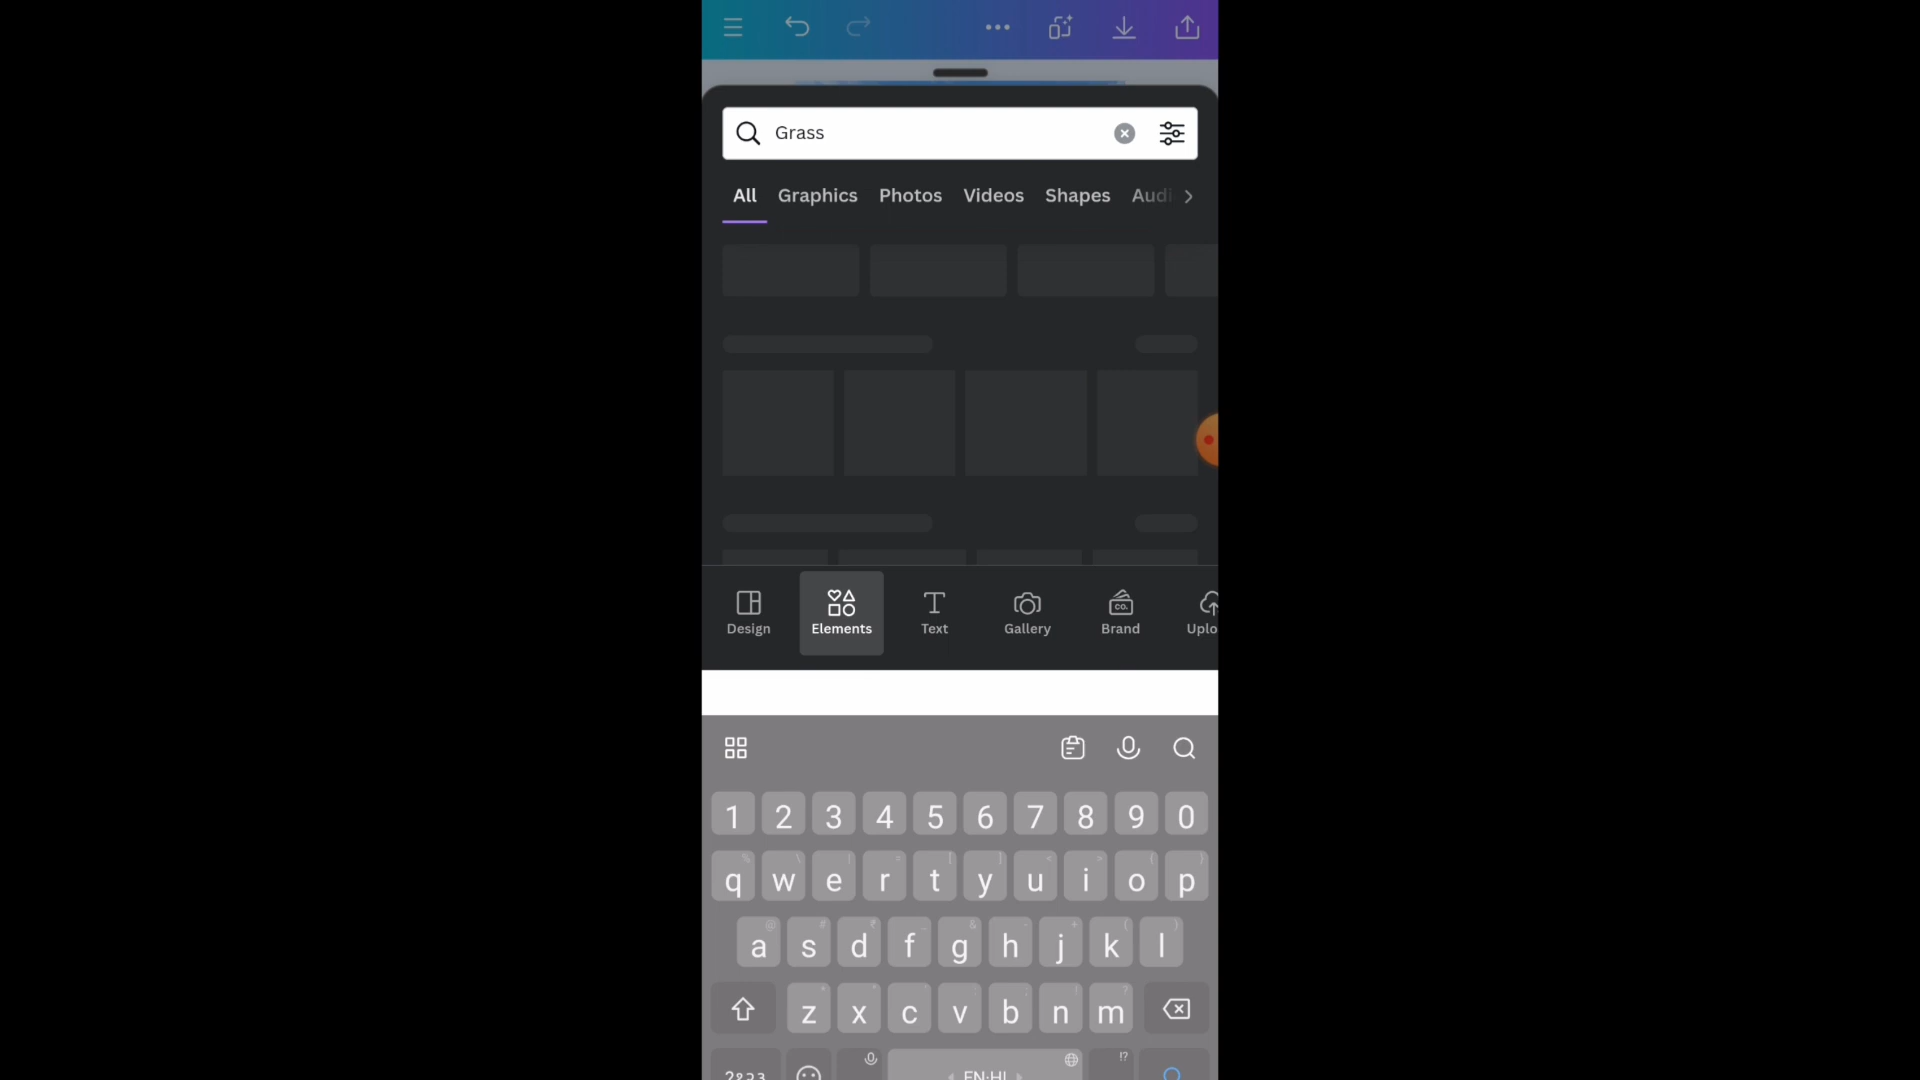 Grass
All Graphics Photos Videos Shapes Audi
Design Elements Text Gallery Brand Uplo
1 2 3 4 5 6 7 8 9 0
q w e r t y u i o p
a s d f g h j k l
z x c v b n m
!?
?123 EN·HI